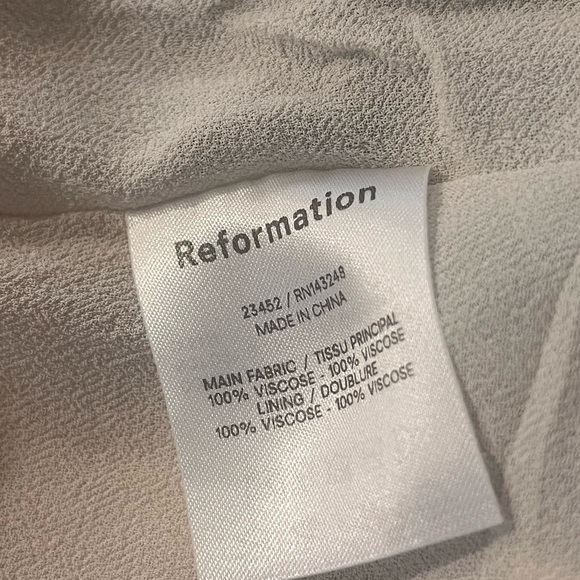 Reformation
23452 / RN143248
MADE IN CHINA
MAIN FABRIC / TISSU PRINCIPAL
100% VISCOSE - 100% VISCOSE
LINING / DOUBLURE
100% VISCOSE - 100% VISCOSE